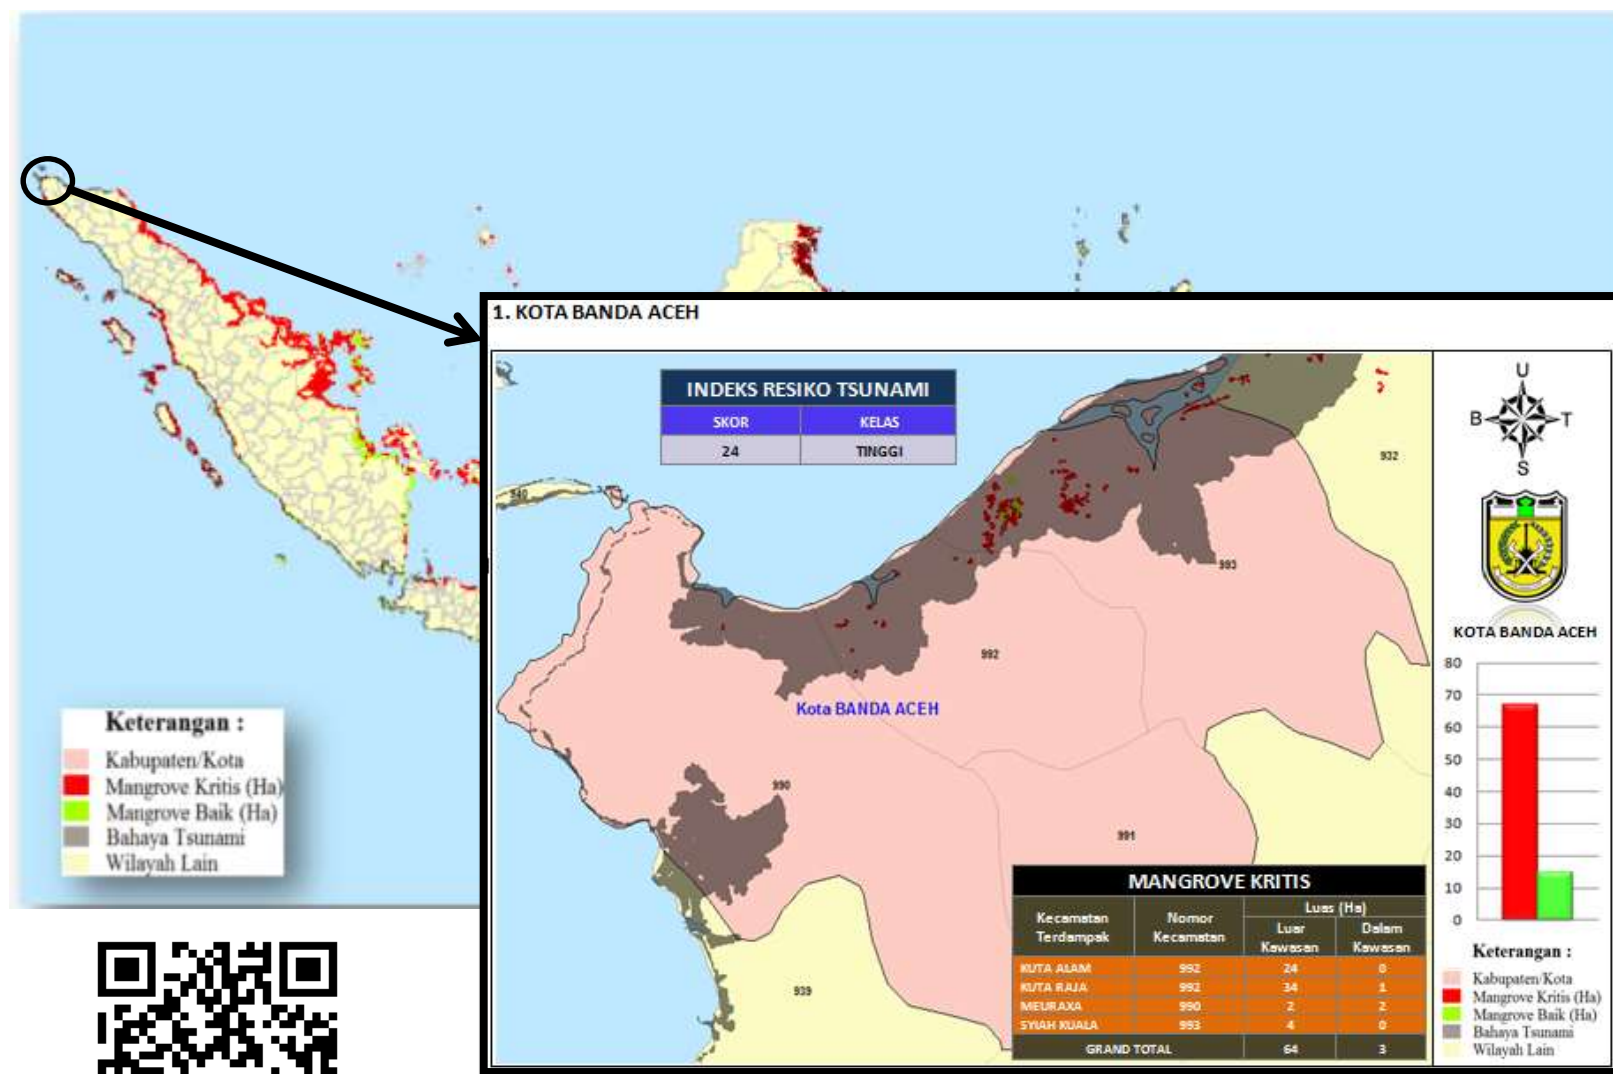 1. KOTA BANDA ACEH
INDEKS RESIKO TSUNAMI
SKOR KELAS
24 TINGGI
U
B T
S
932
940
993
992
Kota BANDA ACEH
990
991
939
KOTA BANDA ACEH
80
70
60
50
40
30
20
10
0
Keterangan :
Kabupaten/Kota
Mangrove Kritis (Ha)
Mangrove Baik (Ha)
Bahaya Tsunami
Wilayah Lain
MANGROVE KRITIS
Kecamatan Terdampak Nomor Kecamatan Luas (Ha)
Luar Kawasan Dalam Kawasan
KUTA ALAM 992 24 0
KUTA RAJA 992 34 1
MEURAXA 990 2 2
SYIAH KUALA 993 4 0
GRAND TOTAL 64 3
Keterangan :
Kabupaten/Kota
Mangrove Kritis (Ha)
Mangrove Baik (Ha)
Bahaya Tsunami
Wilayah Lain